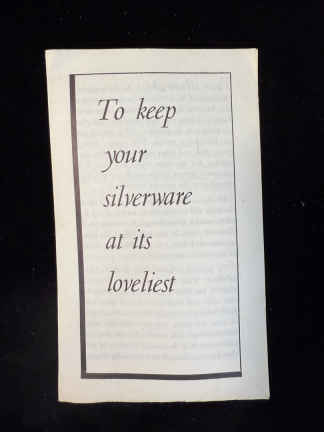 To keep
your
silverware
at its
loveliest